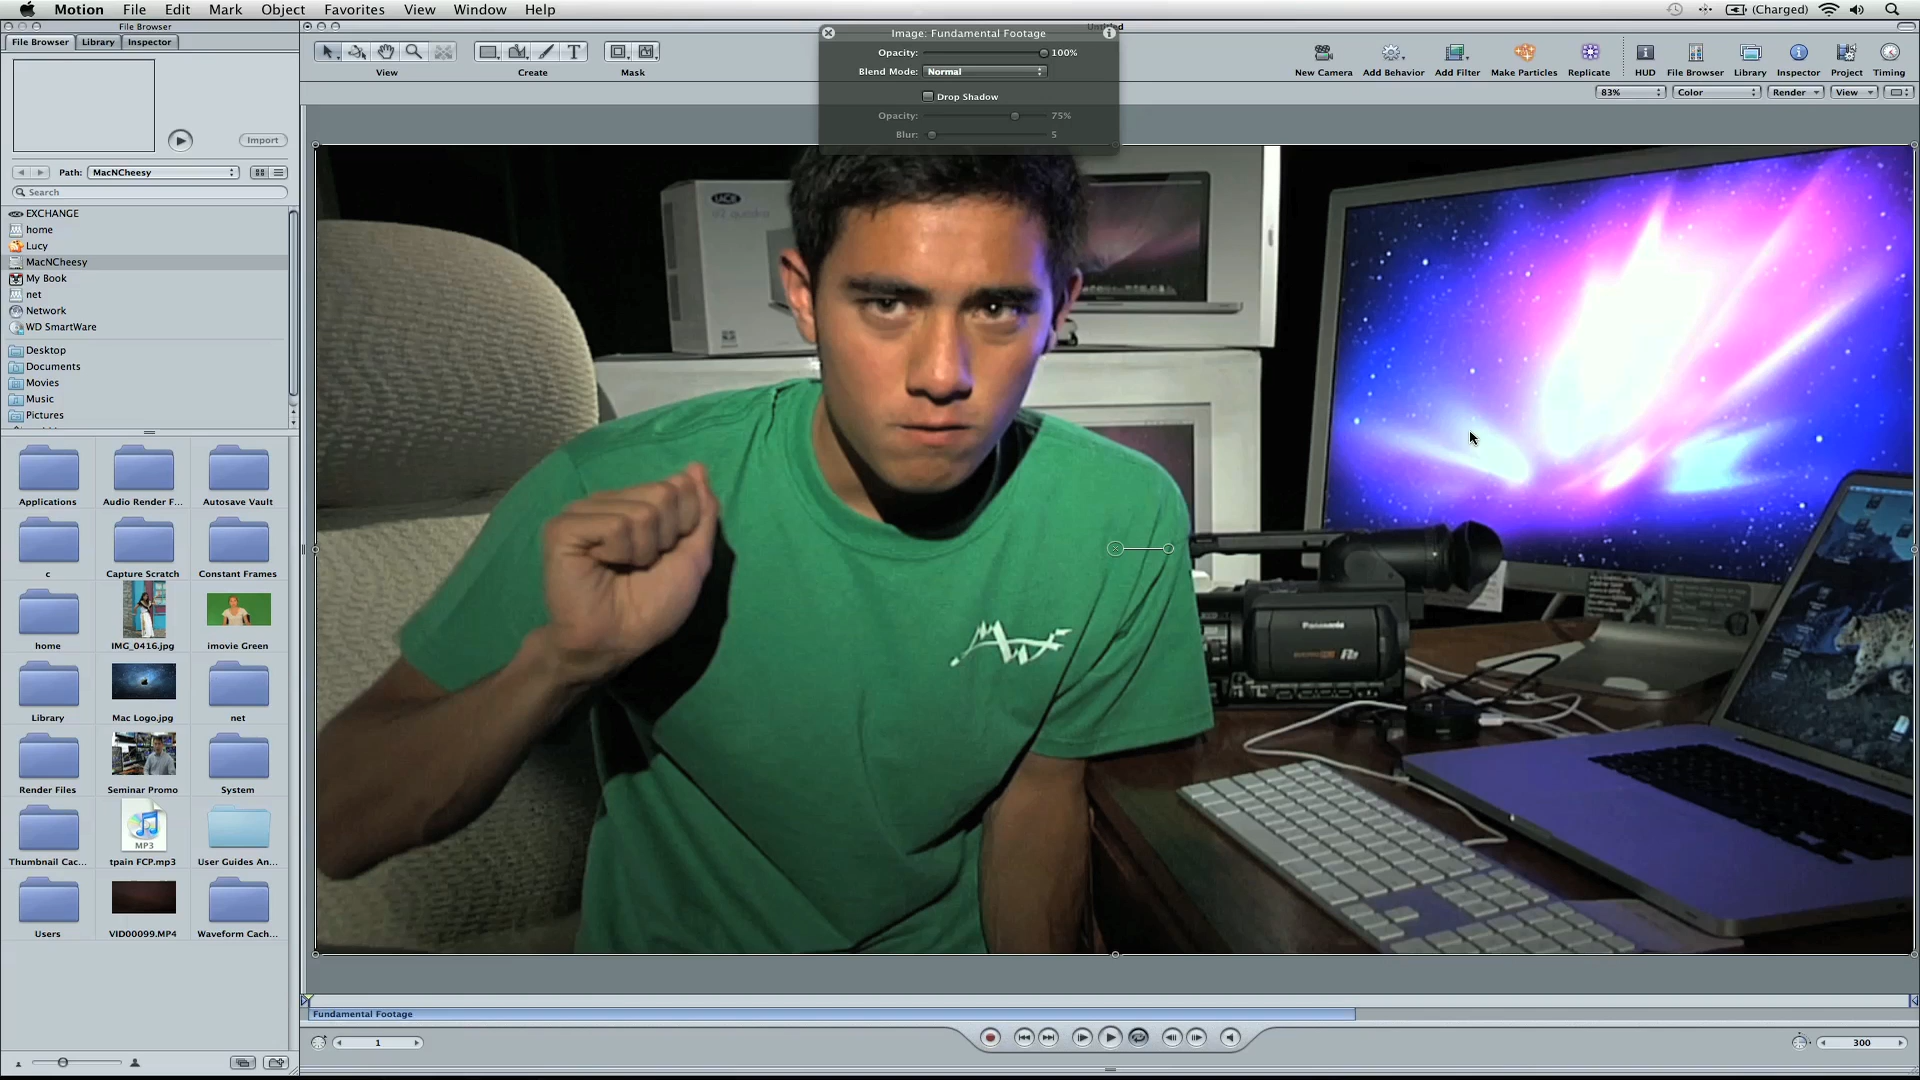 Motion File Edit Mark Object Favorites View Window Help (Charged)
File Browser
Untitled
File Browser Library Inspector
Import
Path: MacNCheesy
Search
EXCHANGE
home
Lucy
MacNCheesy
My Book
net
Network
WD SmartWare
Desktop
Documents
Movies
Music
Pictures
Applications Audio Render F... Autosave Vault
c Capture Scratch Constant Frames
home IMG_0416.jpg imovie Green
Library Mac Logo.jpg net
Render Files Seminar Promo System
MP3
Thumbnail Cac... tpain FCP.mp3 User Guides An...
Users VID00099.MP4 Waveform Cach...
View Create Mask
T
Image: Fundamental Footage
Opacity: 100%
Blend Mode: Normal
Drop Shadow
Opacity: 75%
Blur: 5
New Camera Add Behavior Add Filter Make Particles Replicate HUD File Browser Library Inspector Project Timing
83% Color Render View
LACIE
d2 quadra
Panasonic
P2
Fundamental Footage
1
300